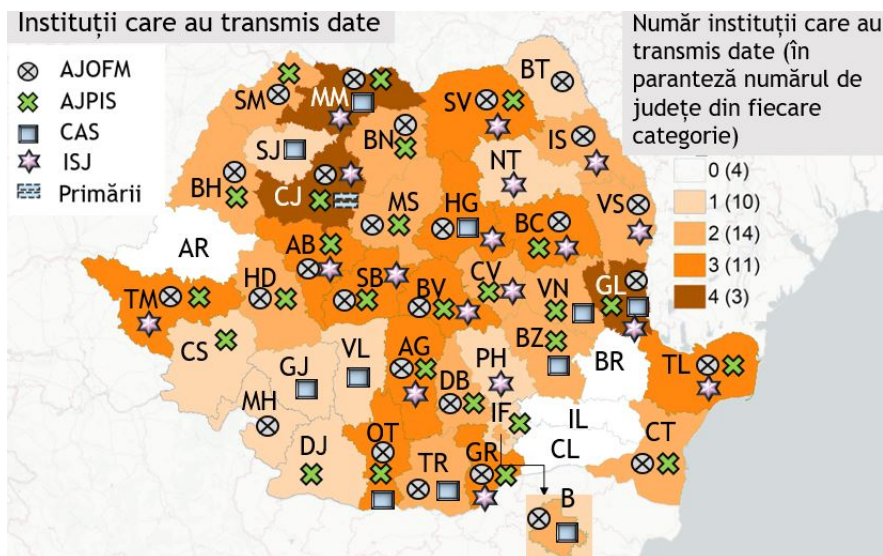 Instituții care au transmis date
AJOFM
AJPIS
CAS
ISJ
Primării
Număr instituții care au
transmis date (în
paranteză numărul de
județe din fiecare
categorie)
0 (4)
1 (10)
2 (14)
3 (11)
4 (3)
SM
MM
SV
BT
BN
IS
SJ
NT
BH
CJ
MS
HG
BC
VS
AR
AB
TM
HD
SB
BV
CV
VN
GL
CS
BZ
GJ
VL
AG
PH
BR
TL
DB
MH
IF
IL
DJ
OT
TR
GR
CL
CT
B